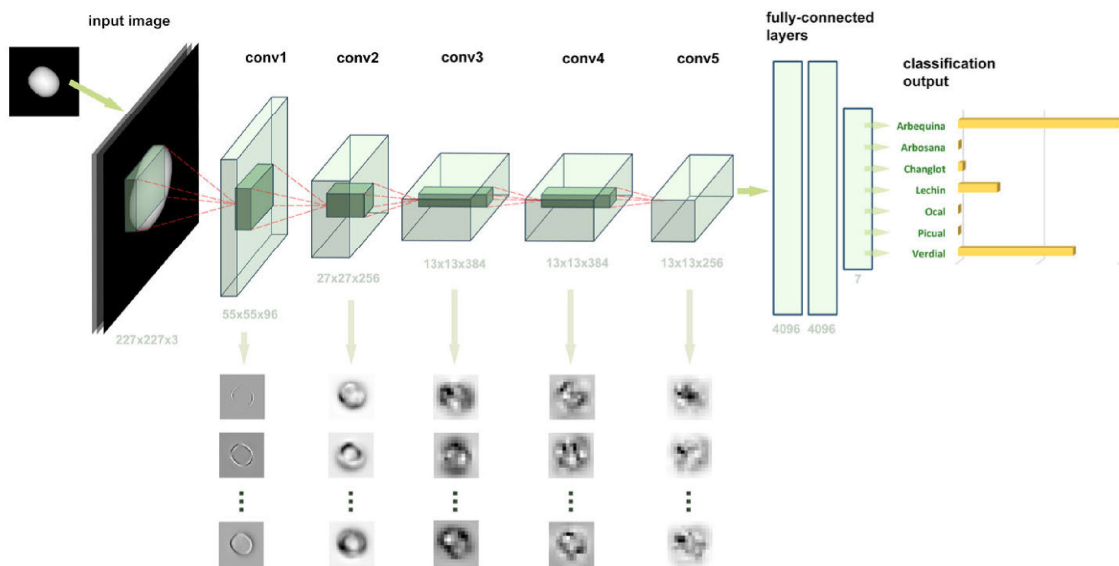 input image
conv1
conv2
conv3
conv4
conv5
fully-connected
layers
classification
output
Arbequina
Arbosana
Changlot
Lechin
Ocal
Picual
Verdial
227x227x3
55x55x96
27x27x256
13x13x384
13x13x384
13x13x256
4096
4096
7